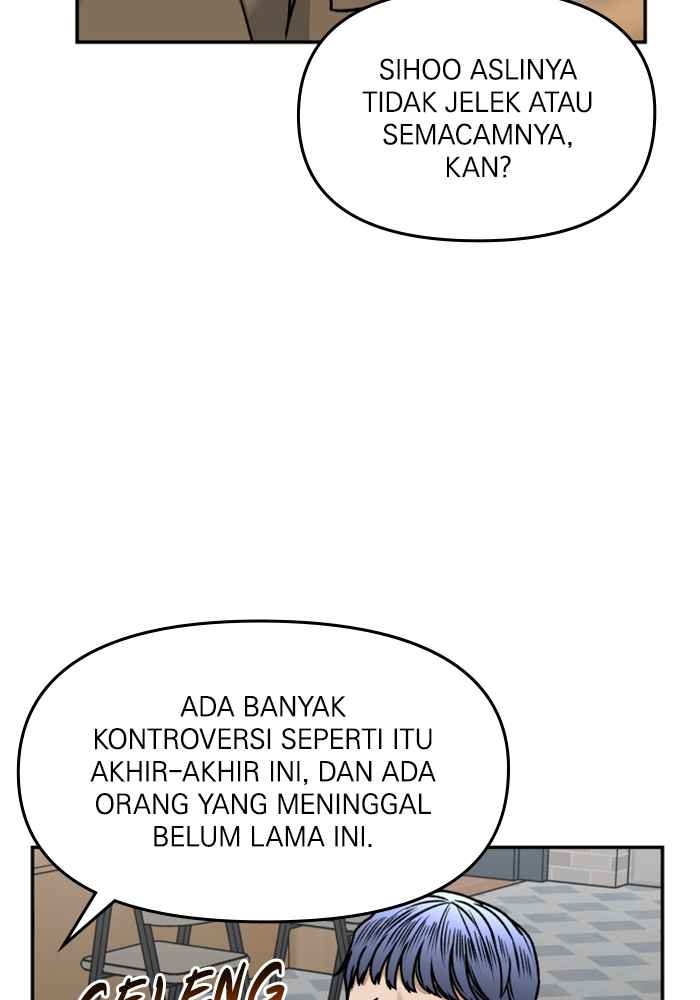 SIHOO ASLINYA
TIDAK JELEK ATAU
SEMACAMNYA,
KAN?
ADA BANYAK
KONTROVERSI SEPERTI ITU
AKHIR-AKHIR INI, DAN ADA
ORANG YANG MENINGGAL
BELUM LAMA INI.
GELENG